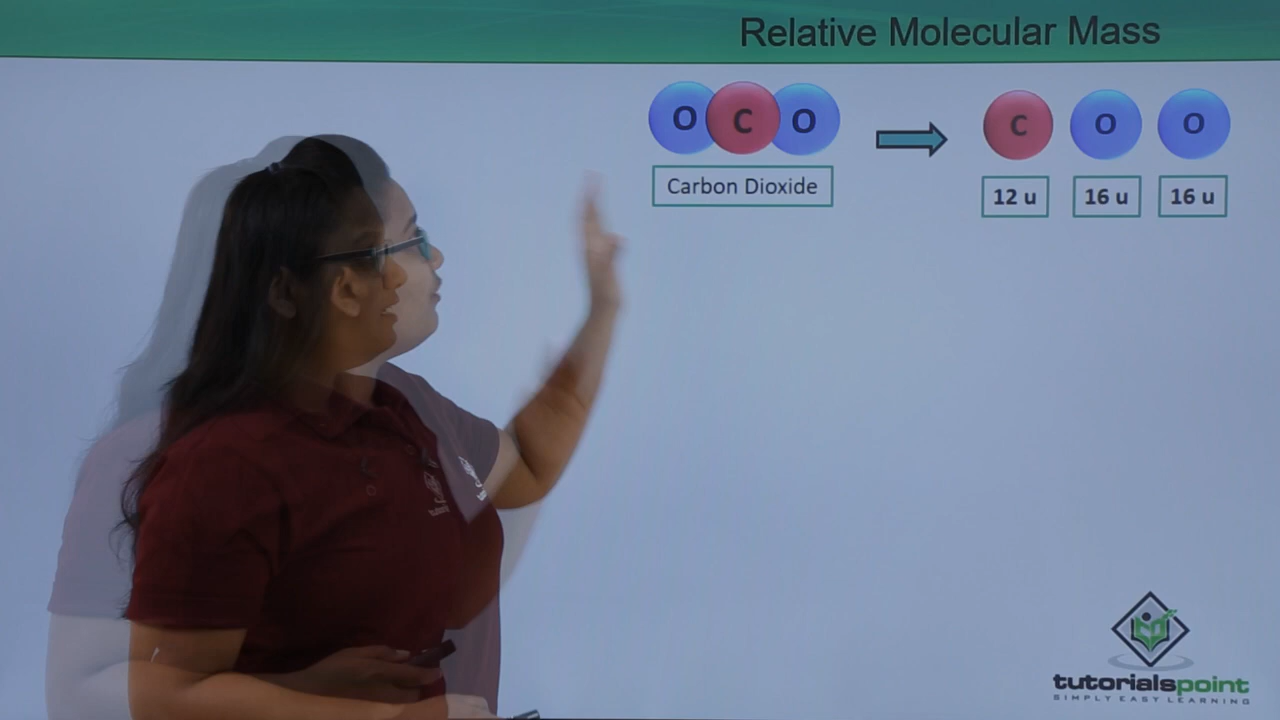 Relative Molecular Mass
O C O
C O O
Carbon Dioxide
12 u 16 u 16 u
tutorialspoint
SIMPLY EASY LEARNING